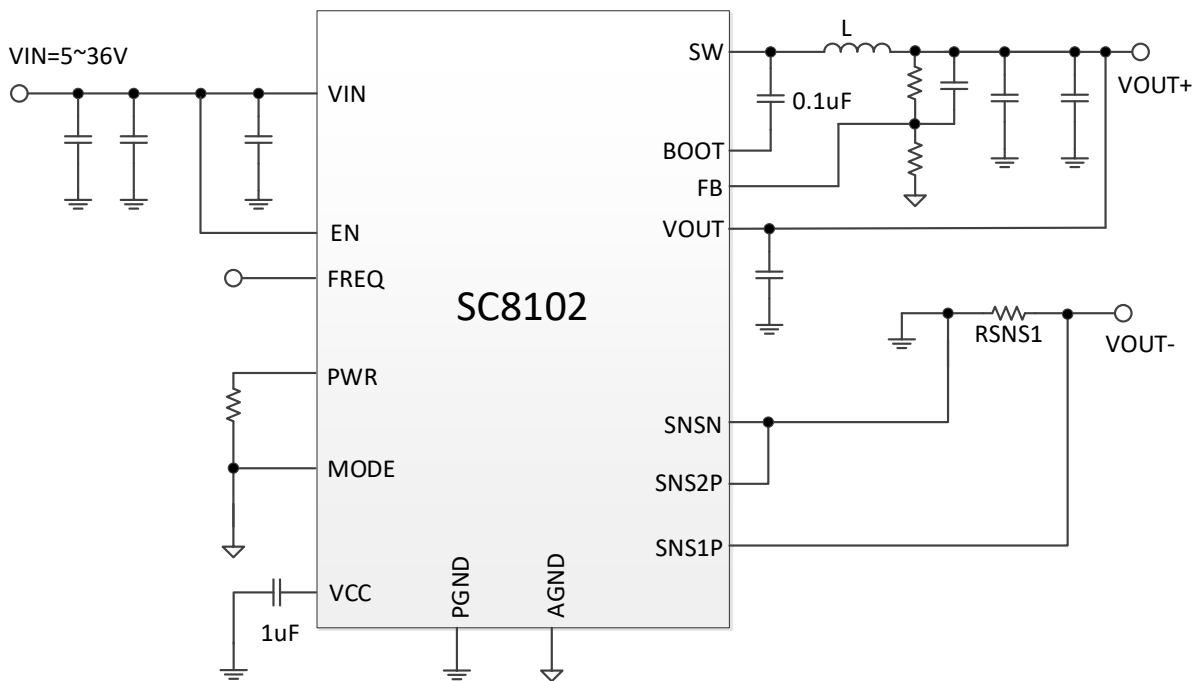 VIN=5~36V
VIN
EN
FREQ
PWR
MODE
VCC
1uF
PGND
AGND
SC8102
SW
BOOT
FB
VOUT
SNSN
SNS2P
SNS1P
L
0.1uF
VOUT+
RSNS1
VOUT-